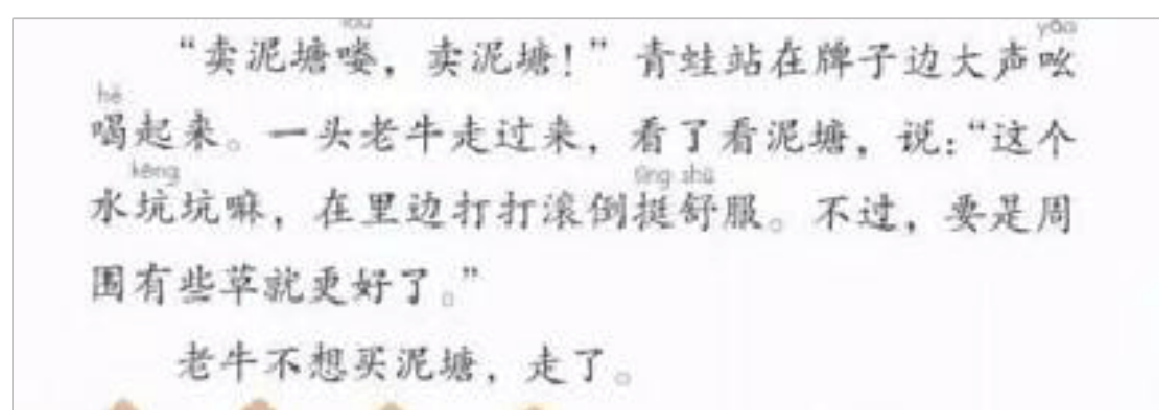 “卖泥塘喽，卖泥塘！”青蛙站在牌子边大声吆
喝起来。一头老牛走过来，看了看泥塘，说：“这个
水坑坑嘛，在里边打打滚倒挺舒服。不过，要是周
围有些草就更好了。”
老牛不想买泥塘，走了。